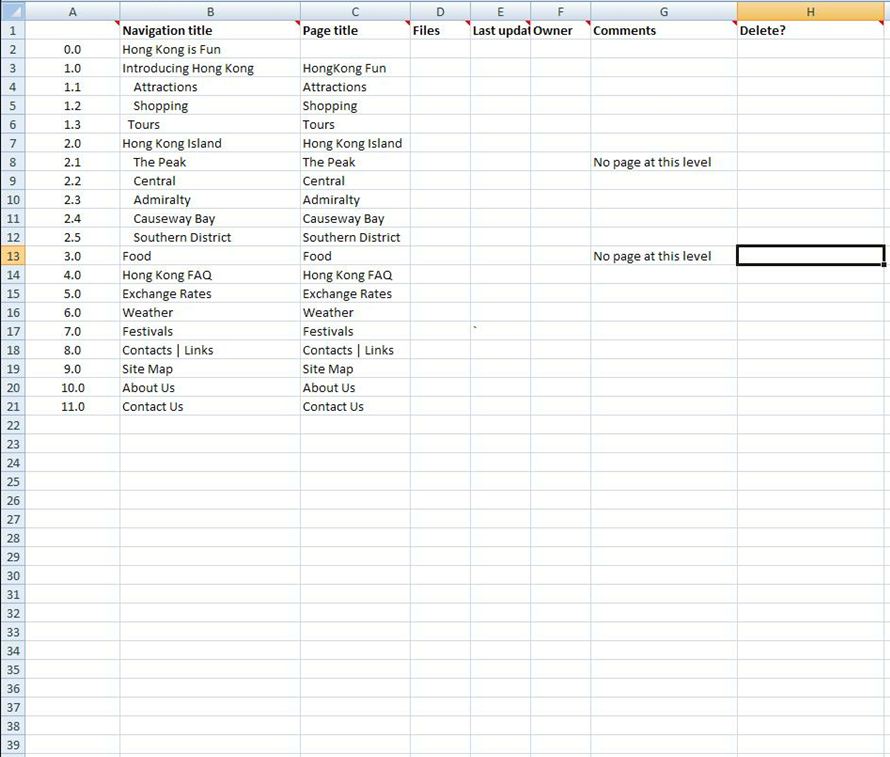 A B C D E F G H
1 Navigation title Page title Files Last updat Owner Comments Delete?
2 0.0 Hong Kong is Fun
3 1.0 Introducing Hong Kong HongKong Fun
4 1.1 Attractions Attractions
5 1.2 Shopping Shopping
6 1.3 Tours Tours
7 2.0 Hong Kong Island Hong Kong Island
8 2.1 The Peak The Peak No page at this level
9 2.2 Central Central
10 2.3 Admiralty Admiralty
11 2.4 Causeway Bay Causeway Bay
12 2.5 Southern District Southern District
13 3.0 Food Food No page at this level
14 4.0 Hong Kong FAQ Hong Kong FAQ
15 5.0 Exchange Rates Exchange Rates
16 6.0 Weather Weather
17 7.0 Festivals Festivals `
18 8.0 Contacts | Links Contacts | Links
19 9.0 Site Map Site Map
20 10.0 About Us About Us
21 11.0 Contact Us Contact Us
22
23
24
25
26
27
28
29
30
31
32
33
34
35
36
37
38
39